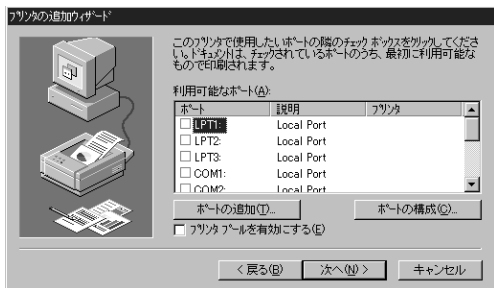 プリンタの追加ウィザード
このプリンタで使用したいポートの隣のチェック ボックスをクリックしてくださ
い。ドキュメントは、チェックされているポートのうち、最初に利用可能な
もので印刷されます。
利用可能なポート(A):
ポート 説明 プリンタ
LPT1: Local Port
LPT2: Local Port
LPT3: Local Port
COM1: Local Port
COM2: Local Port
ポートの追加(T)... ポートの構成(C)...
プリンタ プールを有効にする(E)
< 戻る(B) 次へ(N) > キャンセル